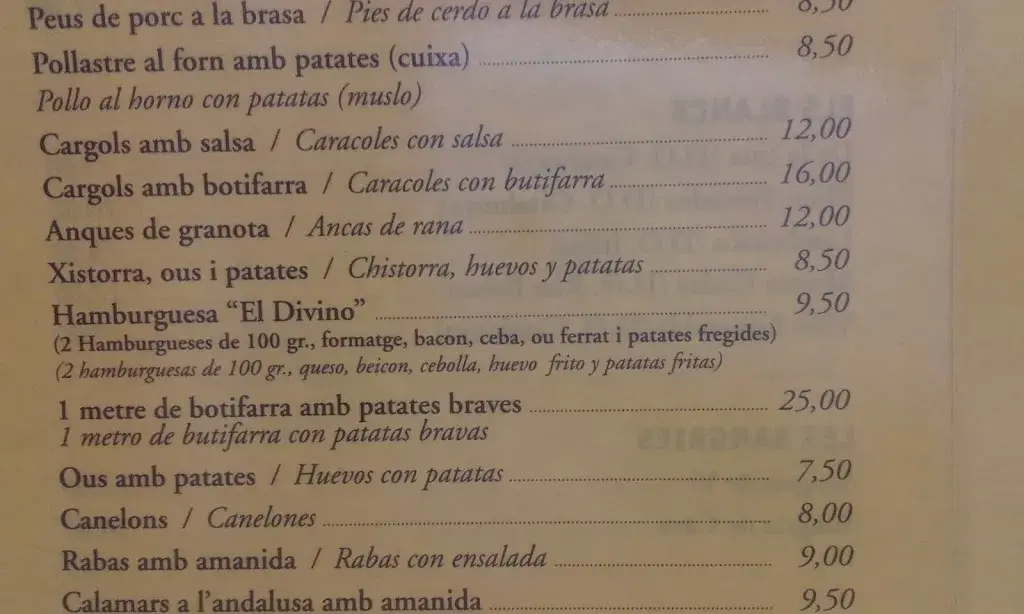 Peus de porc a la brasa / Pies de cerdo a la brasa ........ 8,50
Pollastre al forn amb patates (cuixa) ........ 8,50
Pollo al horno con patatas (muslo)
Cargols amb salsa / Caracoles con salsa ........ 12,00
Cargols amb botifarra / Caracoles con butifarra ........ 16,00
Anques de granota / Ancas de rana ........ 12,00
Xistorra, ous i patates / Chistorra, huevos y patatas ........ 8,50
Hamburguesa “El Divino” ........ 9,50
(2 Hamburgueses de 100 gr., formatge, bacon, ceba, ou ferrat i patates fregides)
(2 hamburguesas de 100 gr., queso, beicon, cebolla, huevo frito y patatas fritas)
1 metre de botifarra amb patates braves ........ 25,00
1 metro de butifarra con patatas bravas
Ous amb patates / Huevos con patatas ........ 7,50
Canelons / Canelones ........ 8,00
Rabas amb amanida / Rabas con ensalada ........ 9,00
Calamars a l’andalusa amb amanida ........ 9,50